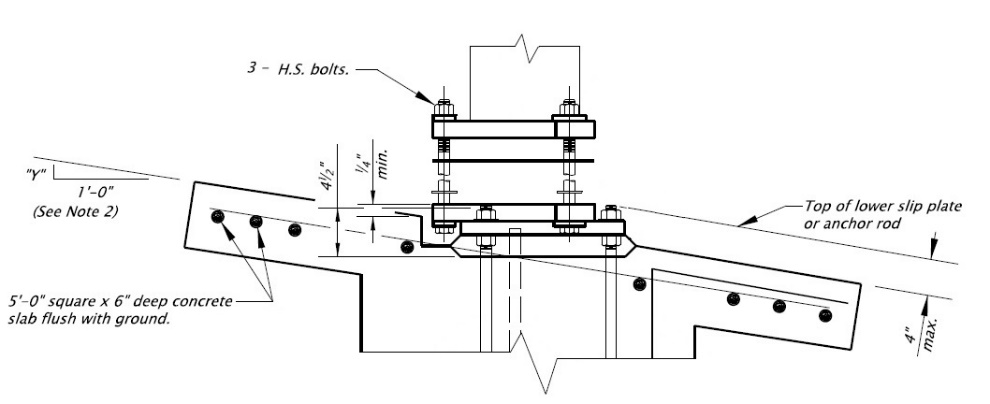 3 - H.S. bolts.
4½"
¼"
min.
"Y"
1'-0"
(See Note 2)
Top of lower slip plate
or anchor rod
5'-0" square x 6" deep concrete
slab flush with ground.
4"
max.